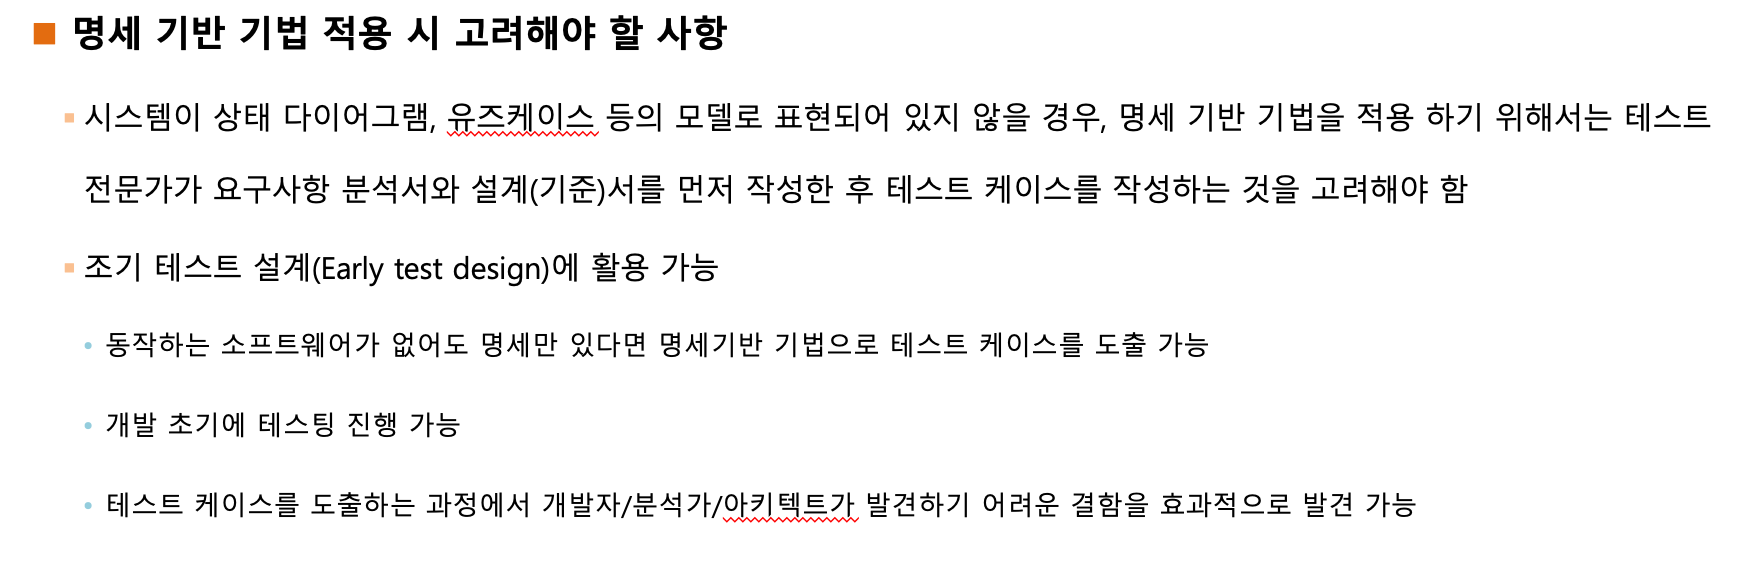 ■ 명세 기반 기법 적용 시 고려해야 할 사항
▪ 시스템이 상태 다이어그램, 유즈케이스 등의 모델로 표현되어 있지 않을 경우, 명세 기반 기법을 적용 하기 위해서는 테스트
전문가가 요구사항 분석서와 설계(기준)서를 먼저 작성한 후 테스트 케이스를 작성하는 것을 고려해야 함
▪ 조기 테스트 설계(Early test design)에 활용 가능
• 동작하는 소프트웨어가 없어도 명세만 있다면 명세기반 기법으로 테스트 케이스를 도출 가능
• 개발 초기에 테스팅 진행 가능
• 테스트 케이스를 도출하는 과정에서 개발자/분석가/아키텍트가 발견하기 어려운 결함을 효과적으로 발견 가능